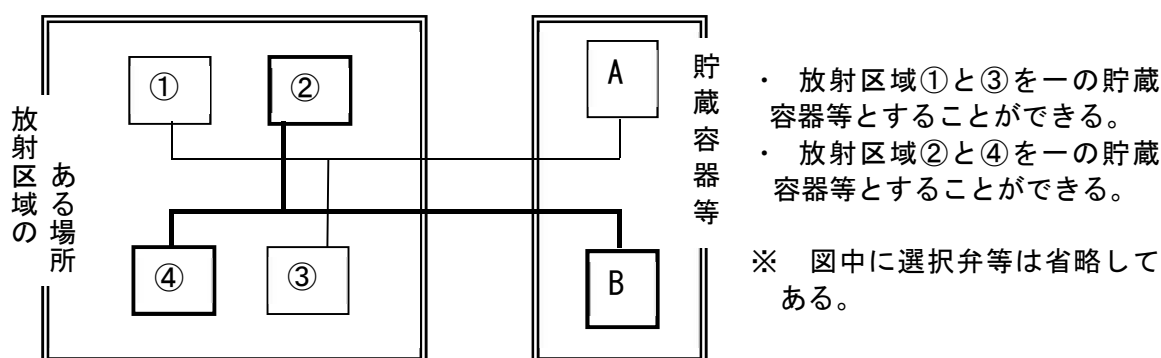 放射区域の
ある場所
①
②
④
③
A
B
貯蔵容器等
・ 放射区域①と③を一の貯蔵
容器等とすることができる。
・ 放射区域②と④を一の貯蔵
容器等とすることができる。
※ 図中に選択弁等は省略して
ある。